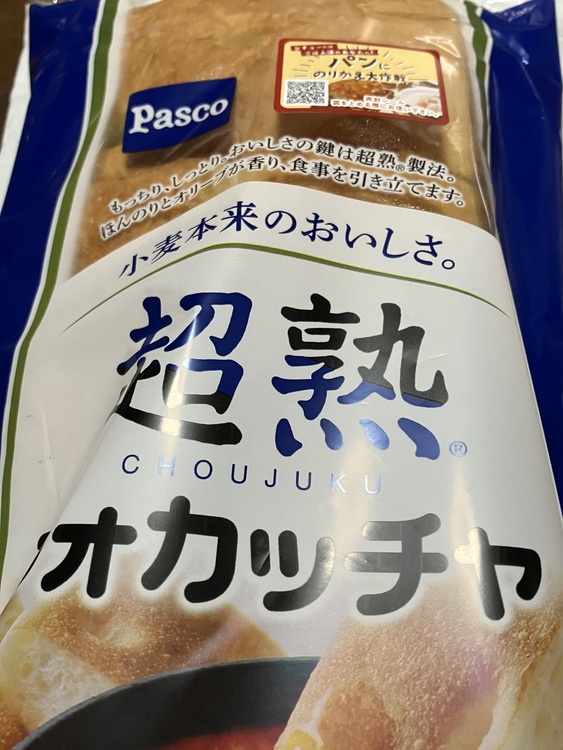 パンに
のりかえ大作戦
Pasco
もっちり、しっとり。おいしさの鍵は超熟®製法。
ほんのりとオリーブが香り、食事を引き立てます。
小麦本来のおいしさ。
超熟®
CHOUJUKU
オカッチャ